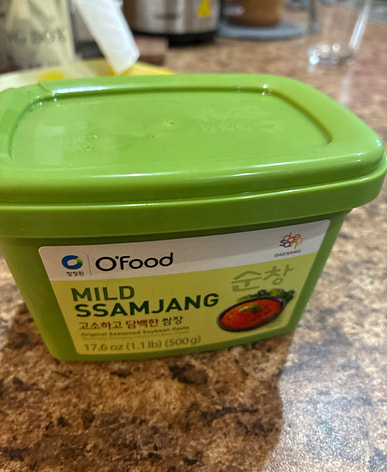 청정원 O'Food
DAESANG
순창
MILD
SSAMJANG
고소하고 담백한 쌈장
Original Seasoned Soybean Paste
17.6 oz (1.1 lb) (500g)